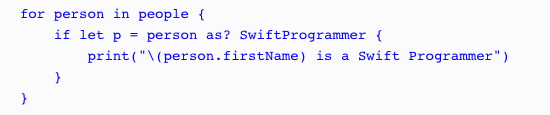 for person in people {
    if let p = person as? SwiftProgrammer {
        print("\(person.firstName) is a Swift Programmer")
    }
}